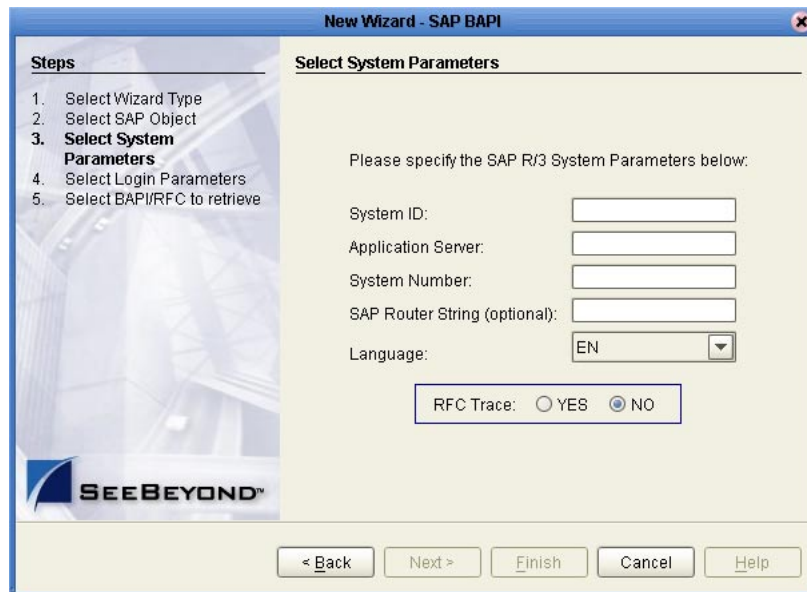 New Wizard - SAP BAPI
Steps
1. Select Wizard Type
2. Select SAP Object
3. Select System
Parameters
4. Select Login Parameters
5. Select BAPI/RFC to retrieve
SEEBEYOND™
Select System Parameters
Please specify the SAP R/3 System Parameters below:
System ID:
Application Server:
System Number:
SAP Router String (optional):
Language: EN
RFC Trace: YES NO
< Back Next > Finish Cancel Help